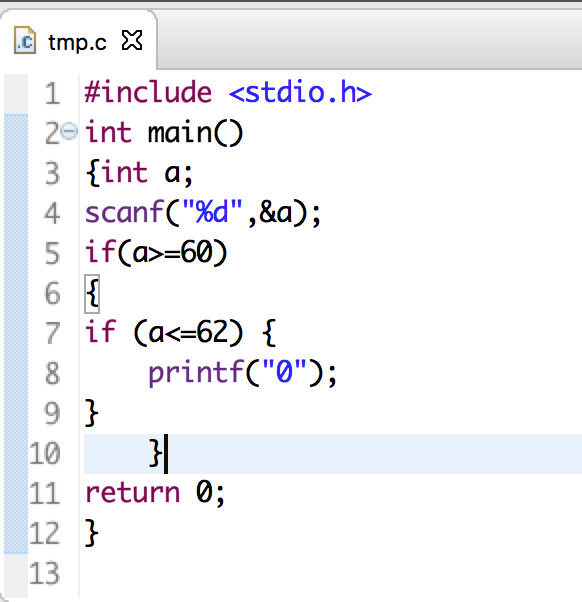 .c tmp.c
1 #include <stdio.h>
2 int main()
3 {int a;
4 scanf("%d",&a);
5 if(a>=60)
6 {
7 if (a<=62) {
8     printf("0");
9 }
10     }
11 return 0;
12 }
13